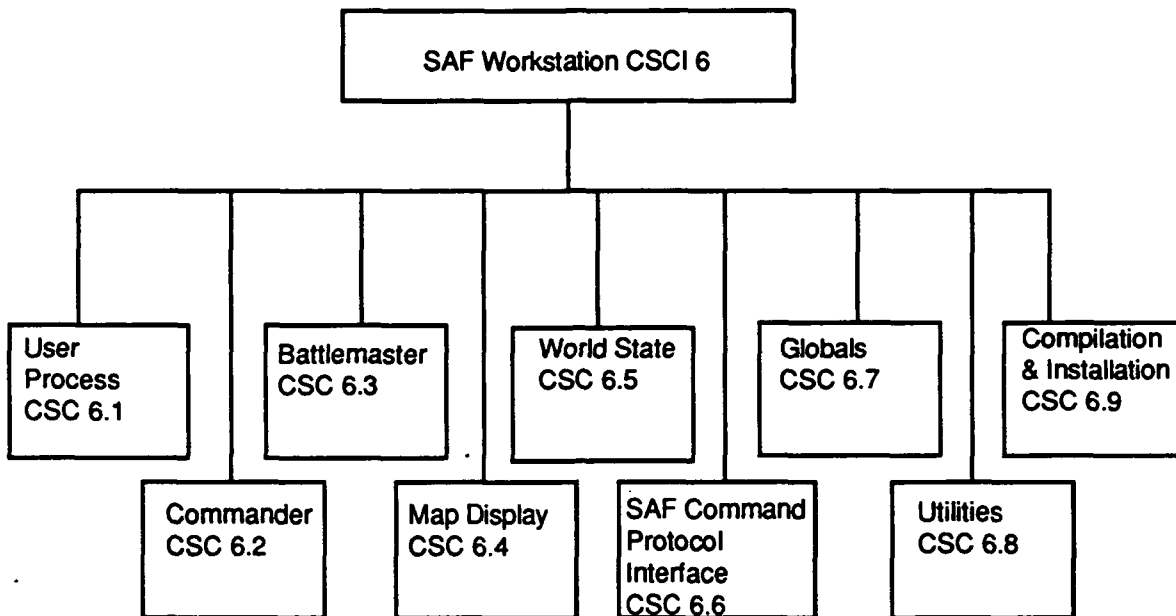 SAF Workstation CSCI 6
User
Process
CSC 6.1
Battlemaster
CSC 6.3
World State
CSC 6.5
Globals
CSC 6.7
Compilation
& Installation
CSC 6.9
Commander
CSC 6.2
Map Display
CSC 6.4
SAF Command
Protocol
Interface
CSC 6.6
Utilities
CSC 6.8